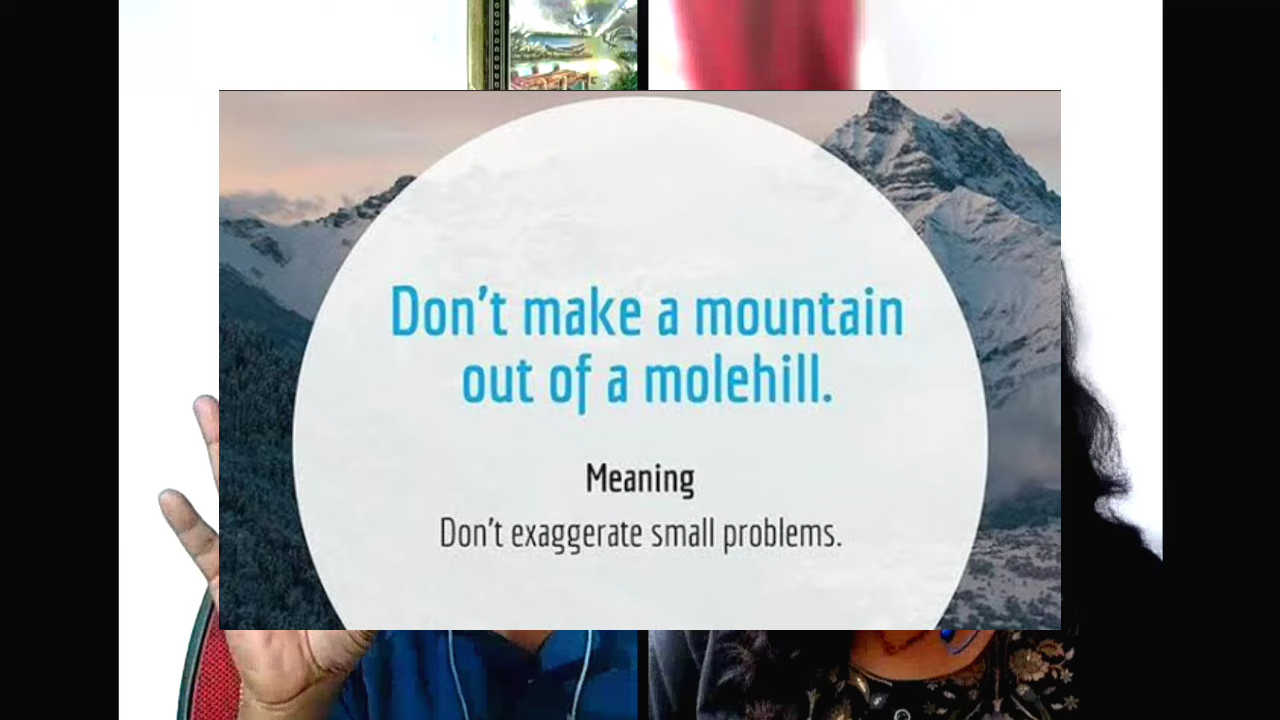 Don't make a mountain
out of a molehill.
Meaning
Don't exaggerate small problems.